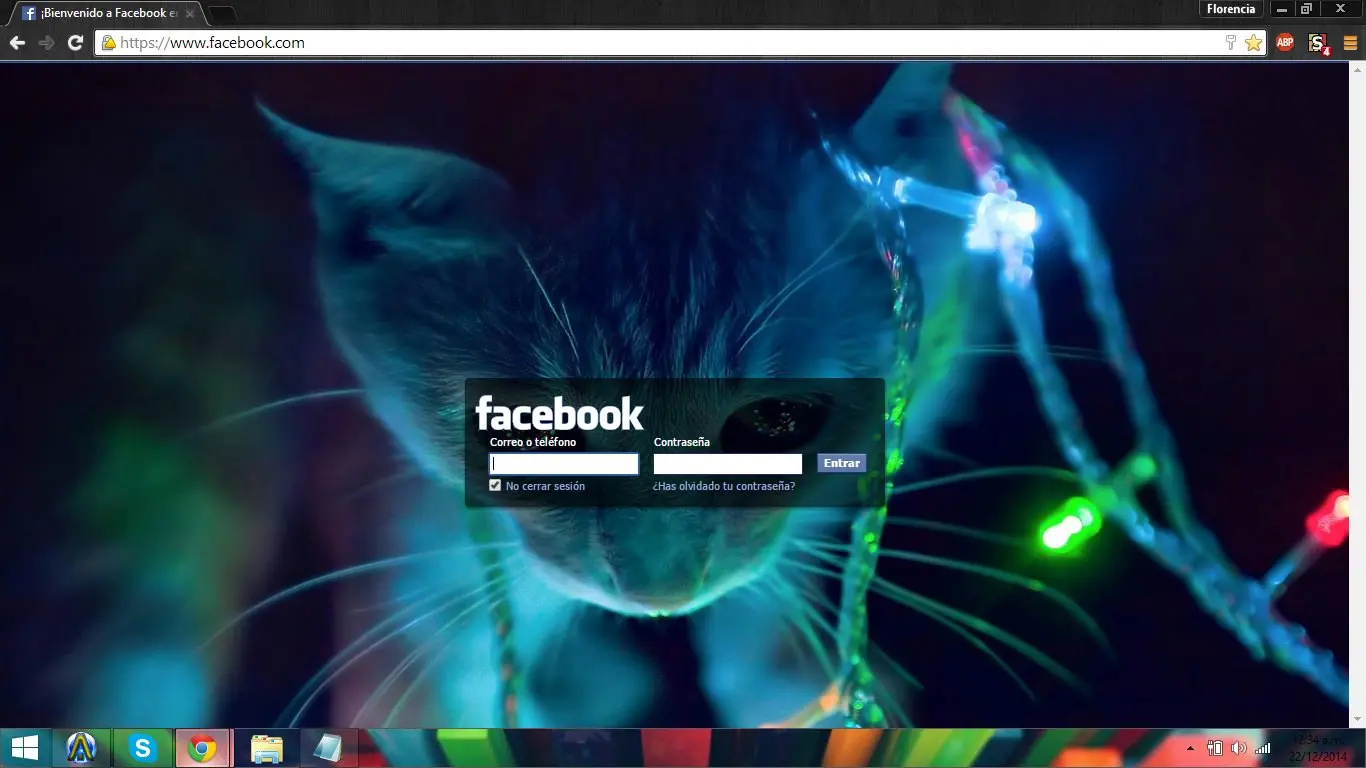 ¡Bienvenido a Facebook en
Florencia
https://www.facebook.com
ABP
S
4
facebook
Correo o teléfono
Contraseña
Entrar
No cerrar sesión
¿Has olvidado tu contraseña?
S
12:34 a.m.
22/12/2014